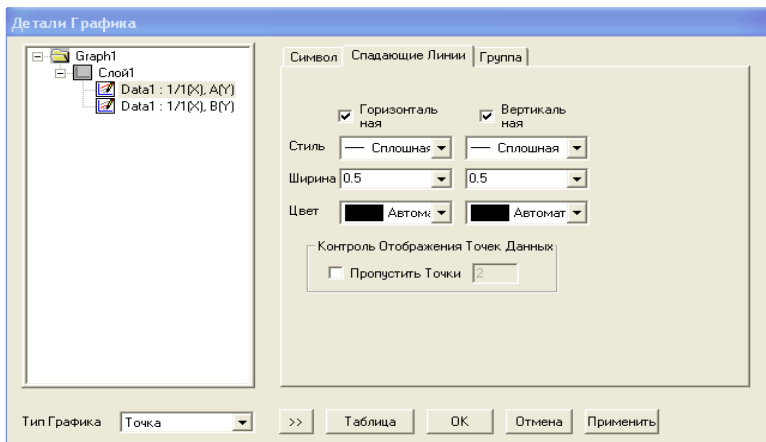 Детали Графика
Graph1
Слой1
Data1 : 1/1(X), A(Y)
Data1 : 1/1(X), B(Y)
Символ Спадающие Линии Группа
Горизонталь
ная
Вертикаль
ная
Стиль Сплошная Сплошная
Ширина 0.5 0.5
Цвет Автома Автомат
Контроль Отображения Точек Данных
Пропустить Точки 2
Тип Графика Точка >> Таблица OK Отмена Применить